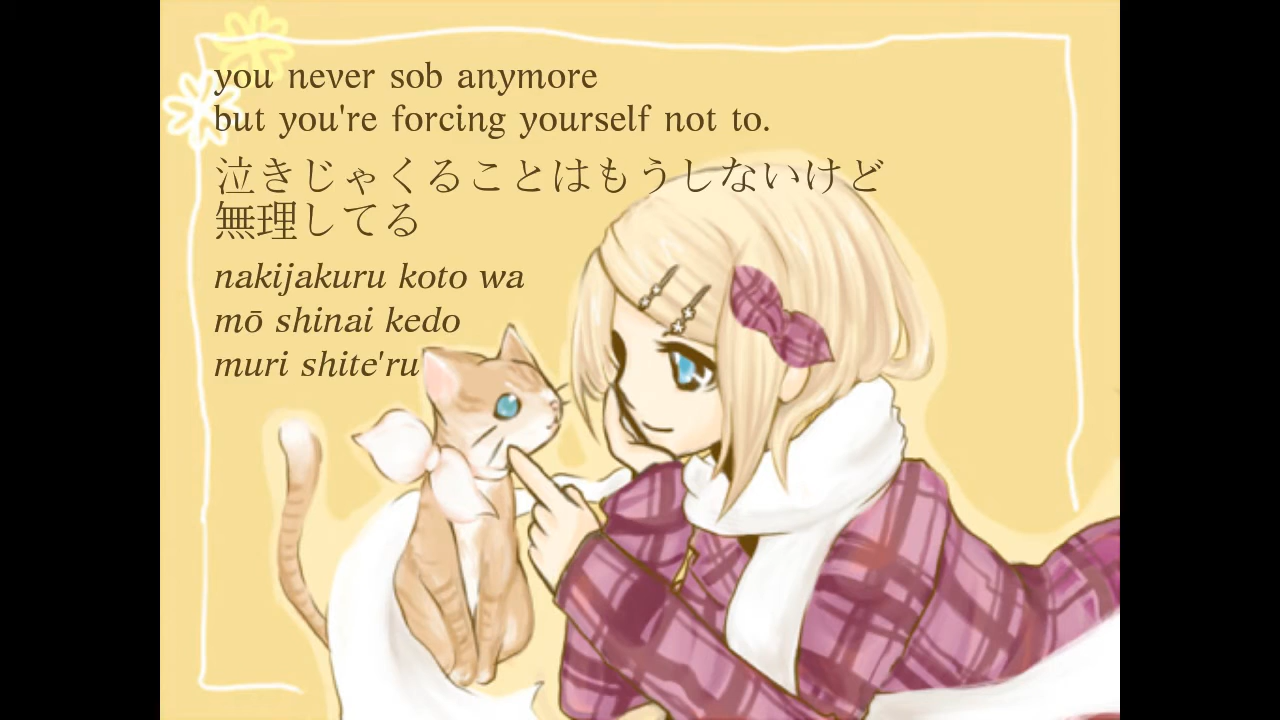 you never sob anymore
but you're forcing yourself not to.
泣きじゃくることはもうしないけど
無理してる
nakijakuru koto wa
mō shinai kedo
muri shite'ru